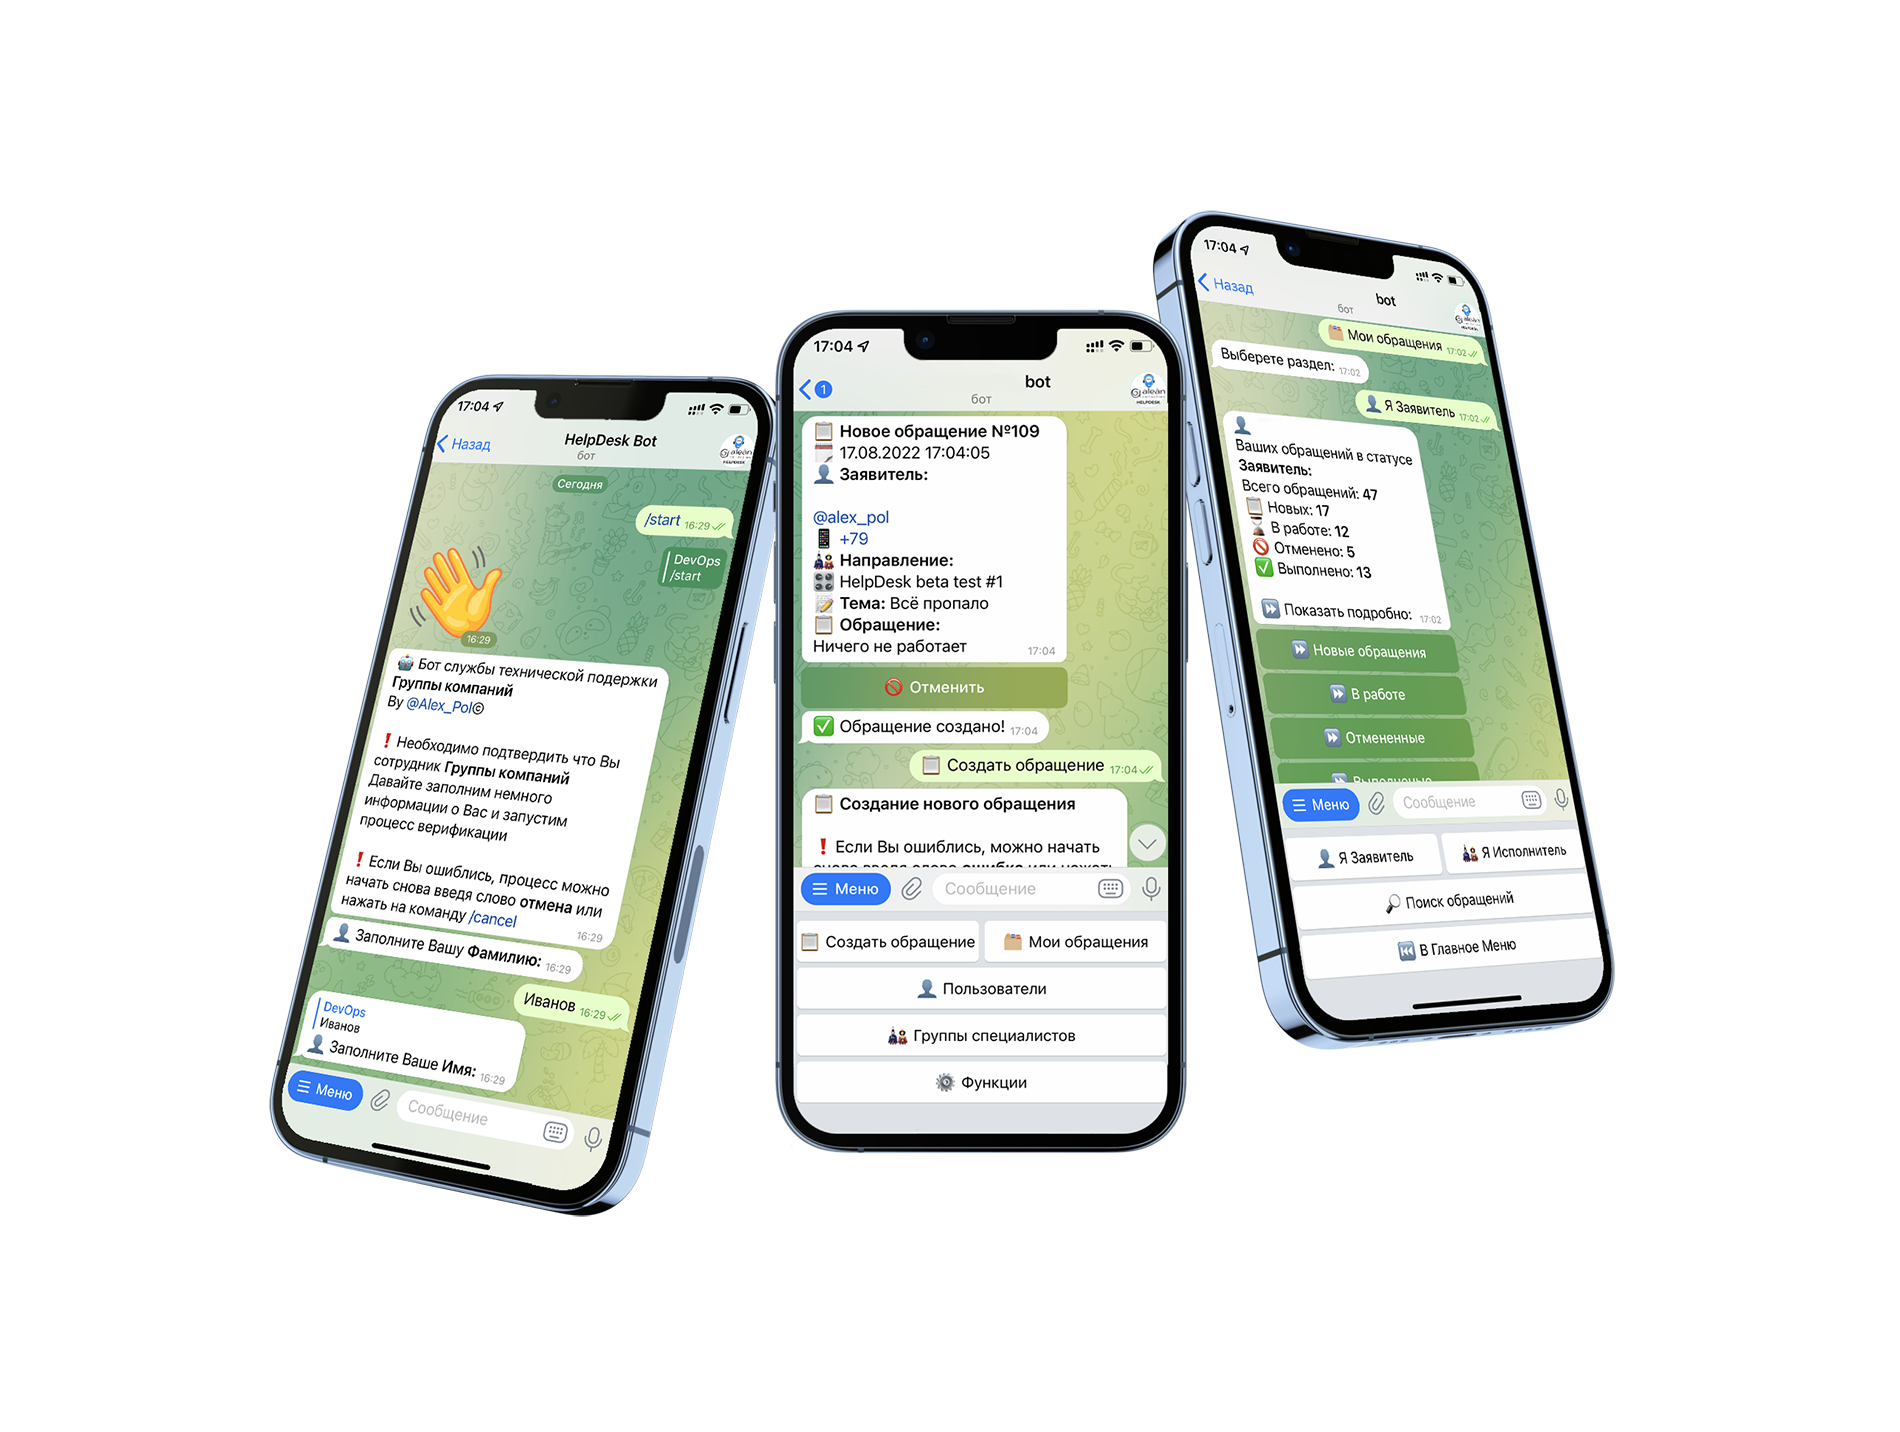 17:04
Назад
HelpDesk Bot
бот
Сегодня
/start 16:29
DevOps
/start
16:29
Бот службы технической подержки
Группы компаний
By @Alex_Pol©
Необходимо подтвердить что Вы
сотрудник Группы компаний
Давайте заполним немного
информации о Вас и запустим
процесс верификации
Если Вы ошиблись, процесс можно
начать снова введя слово отмена или
нажать на команду /cancel
16:29
Заполните Вашу Фамилию: 16:29
Иванов 16:29
DevOps
Иванов
Заполните Ваше Имя: 16:29
Меню
Сообщение
17:04
1
bot
бот
alean
HELPDESK
Новое обращение №109
17.08.2022 17:04:05
Заявитель:
@alex_pol
+79
Направление:
HelpDesk beta test #1
Тема: Всё пропало
Обращение:
Ничего не работает 17:04
Отменить
Обращение создано! 17:04
Создать обращение 17:04
Создание нового обращения
Если Вы ошиблись, можно начать
снова введя слово ошибка или нажать
Меню
Сообщение
Создать обращение
Мои обращения
Пользователи
Группы специалистов
Функции
17:04
Назад
bot
бот
Мои обращения 17:02
Выберете раздел: 17:02
Я Заявитель 17:02
Ваших обращений в статусе
Заявитель:
Всего обращений: 47
Новых: 17
В работе: 12
Отменено: 5
Выполнено: 13
Показать подробно: 17:02
Новые обращения
В работе
Отмененные
Меню
Сообщение
Я Заявитель
Я Исполнитель
Поиск обращений
В Главное Меню